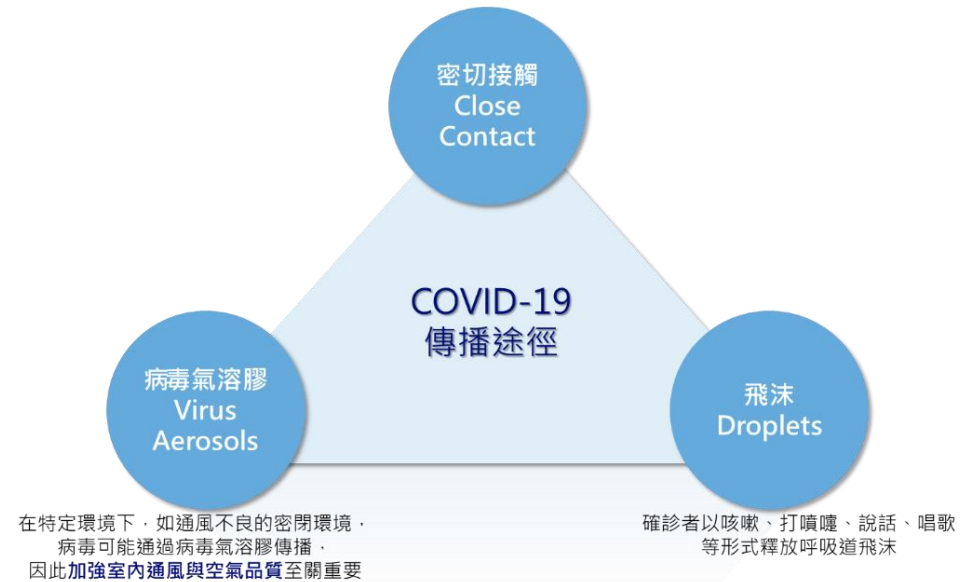 密切接觸
Close
Contact
COVID-19
傳播途徑
病毒氣溶膠
Virus
Aerosols
飛沫
Droplets
在特定環境下，如通風不良的密閉環境，
病毒可能通過病毒氣溶膠傳播，
因此加強室內通風與空氣品質至關重要
確診者以咳嗽、打噴嚏、說話、唱歌
等形式釋放呼吸道飛沫